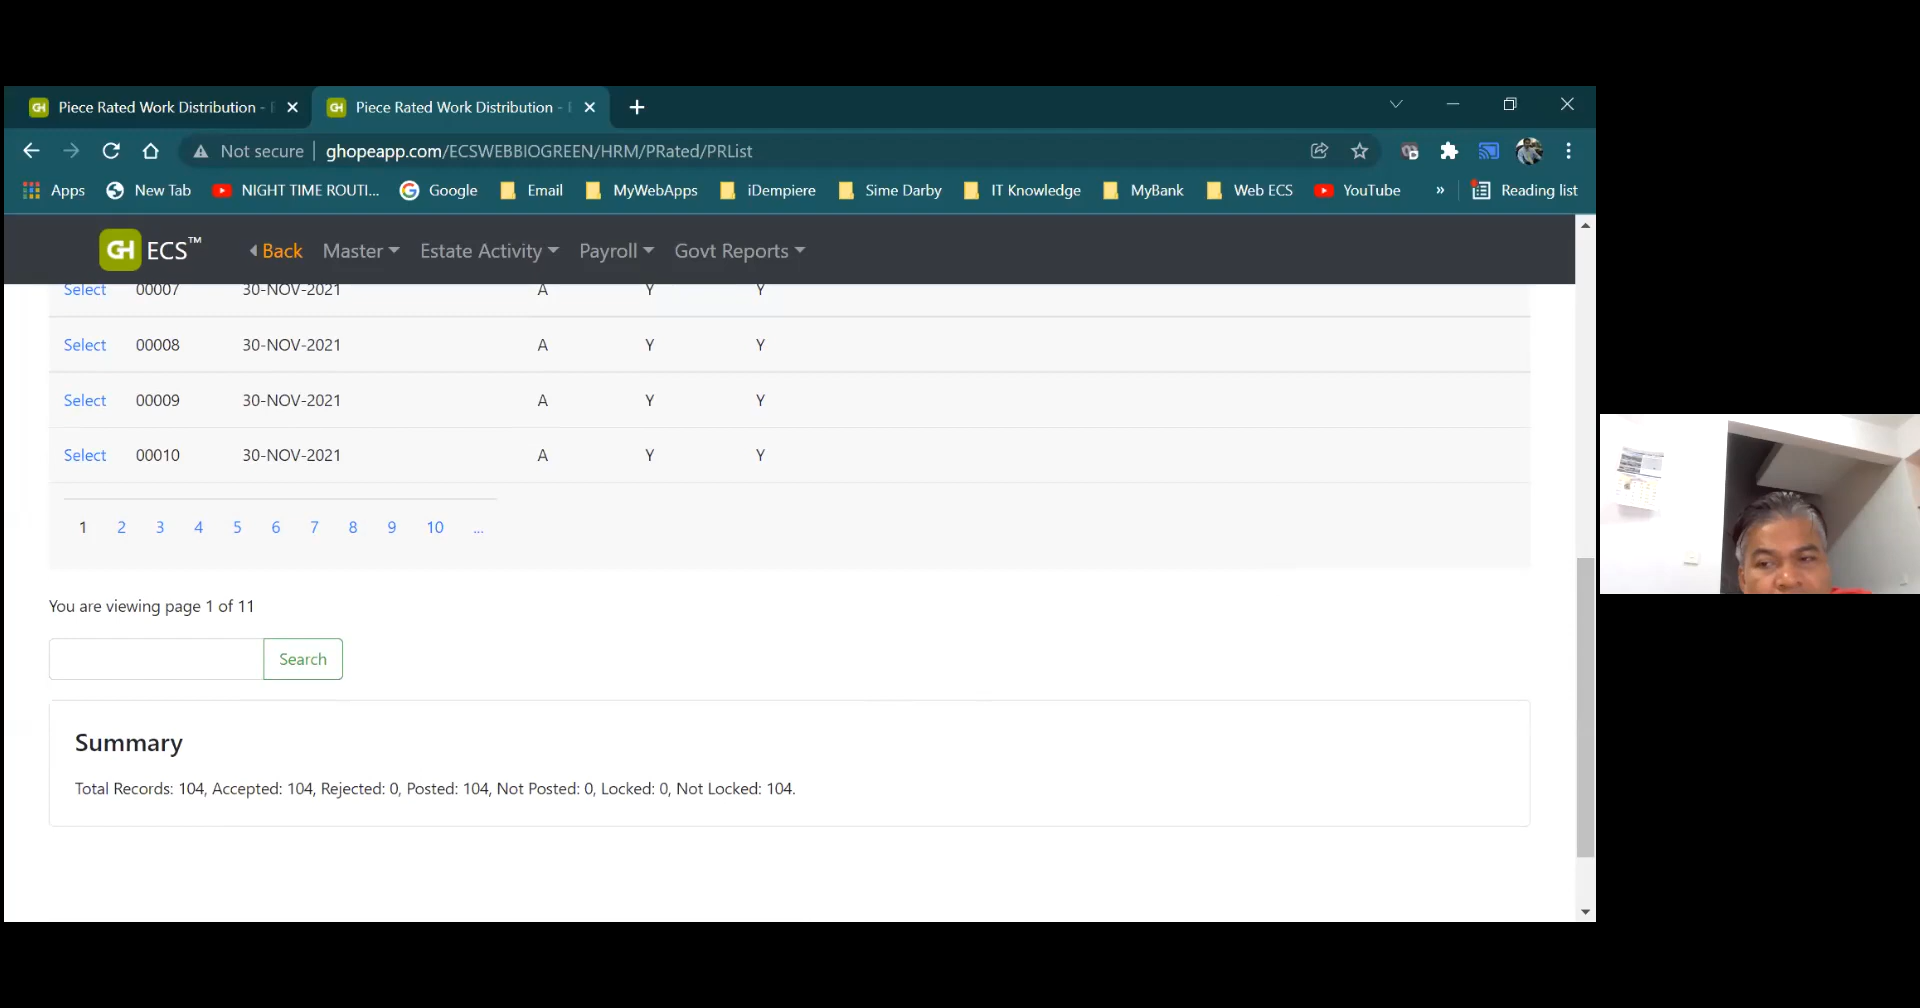 Piece Rated Work Distribution -
Piece Rated Work Distribution -
Not secure | ghopeapp.com/ECSWEBBIOGREEN/HRM/PRated/PRList
Apps New Tab NIGHT TIME ROUTI... Google Email MyWebApps iDempiere Sime Darby IT Knowledge MyBank Web ECS YouTube » Reading list
GH ECS™ Back Master Estate Activity Payroll Govt Reports
Select 00007 30-NOV-2021 A Y Y
Select 00008 30-NOV-2021 A Y Y
Select 00009 30-NOV-2021 A Y Y
Select 00010 30-NOV-2021 A Y Y
1 2 3 4 5 6 7 8 9 10 ...
You are viewing page 1 of 11
Search
Summary
Total Records: 104, Accepted: 104, Rejected: 0, Posted: 104, Not Posted: 0, Locked: 0, Not Locked: 104.